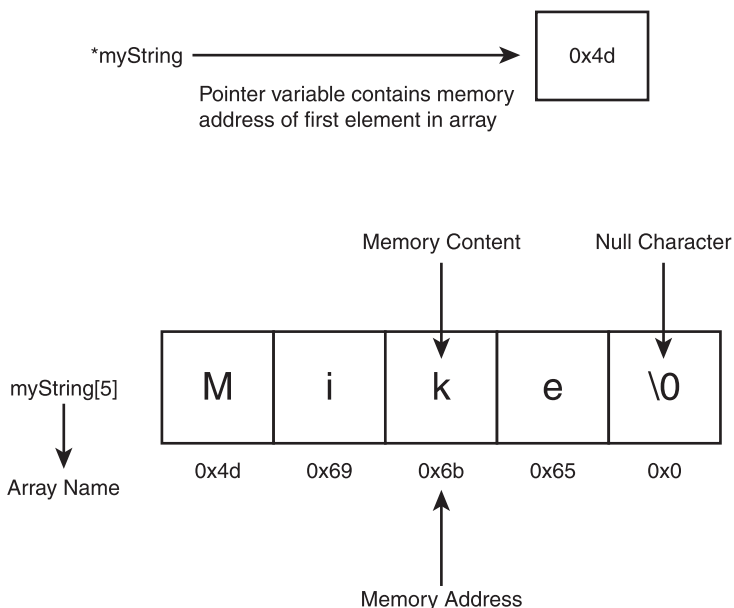 *myString
0x4d
Pointer variable contains memory
address of first element in array
Memory Content
Null Character
myString[5]
M
i
k
e
\0
Array Name
0x4d
0x69
0x6b
0x65
0x0
Memory Address